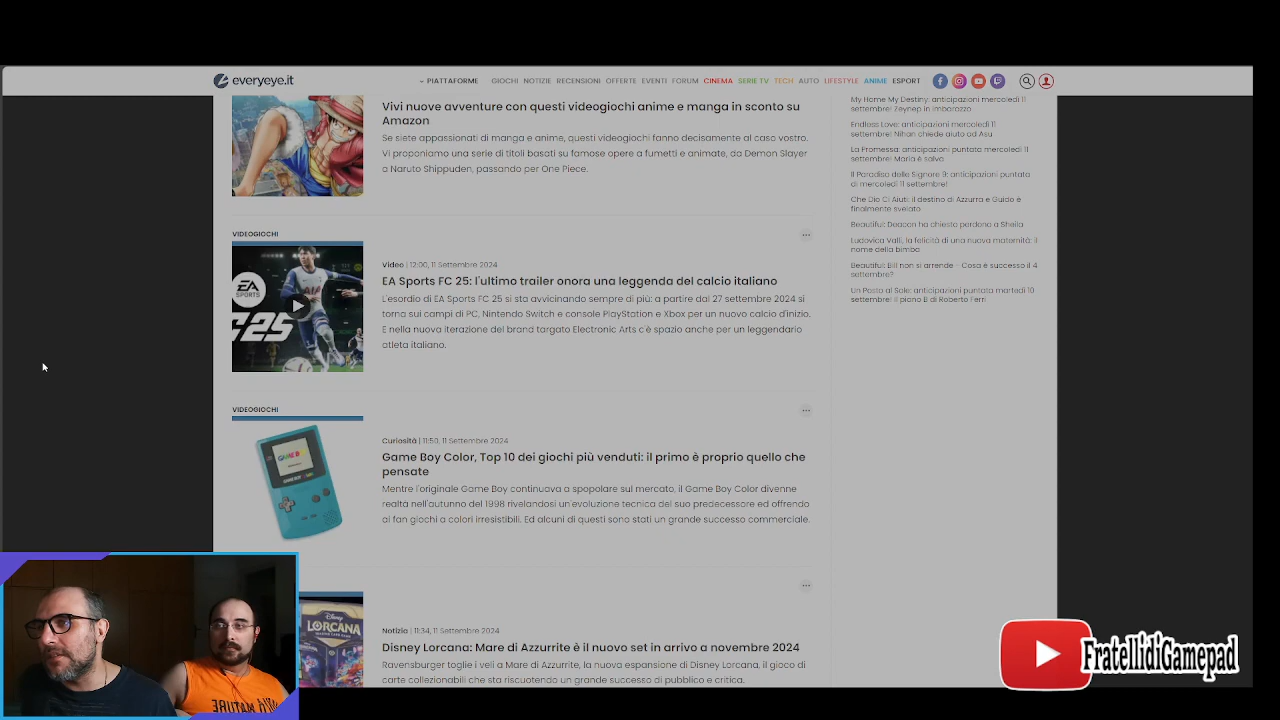 everyeye.it
PIATTAFORME GIOCHI NOTIZIE RECENSIONI OFFERTE EVENTI FORUM CINEMA SERIE TV TECH AUTO LIFESTYLE ANIME ESPORT
Vivi nuove avventure con questi videogiochi anime e manga in sconto su
Amazon
Se siete appassionati di manga e anime, questi videogiochi fanno decisamente al caso vostro.
Vi proponiamo una serie di titoli basati su famose opere a fumetti e animate, da Demon Slayer
a Naruto Shippuden, passando per One Piece.
VIDEOGIOCHI
EA
SPORTS
FC25
Video | 12:00, 11 Settembre 2024
EA Sports FC 25: l'ultimo trailer onora una leggenda del calcio italiano
L'esordio di EA Sports FC 25 si sta avvicinando sempre di più: a partire dal 27 settembre 2024 si
torna sui campi di PC, Nintendo Switch e console PlayStation e Xbox per un nuovo calcio d'inizio.
E nella nuova iterazione del brand targato Electronic Arts c'è spazio anche per un leggendario
atleta italiano.
VIDEOGIOCHI
GAME BOY
Curiosità | 11:50, 11 Settembre 2024
Game Boy Color, Top 10 dei giochi più venduti: il primo è proprio quello che
pensate
Mentre l'originale Game Boy continuava a spopolare sul mercato, il Game Boy Color divenne
realtà nell'autunno del 1998 rivelandosi un'evoluzione tecnica del suo predecessore ed offrendo
ai fan giochi a colori irresistibili. Ed alcuni di questi sono stati un grande successo commerciale.
Disney
LORCANA
Notizia | 11:34, 11 Settembre 2024
Disney Lorcana: Mare di Azzurrite è il nuovo set in arrivo a novembre 2024
Ravensburger toglie i veli a Mare di Azzurrite, la nuova espansione di Disney Lorcana, il gioco di
carte collezionabili che sta riscuotendo un grande successo di pubblico e critica.
My Home My Destiny: anticipazioni mercoledì 11
settembre! Zeynep in imbarazzo
Endless Love: anticipazioni mercoledì 11
settembre! Nihan chiede aiuto ad Asu
La Promessa: anticipazioni puntata mercoledì 11
settembre! Maria è salva
Il Paradiso delle Signore 9: anticipazioni puntata
di mercoledì 11 settembre!
Che Dio Ci Aiuti: il destino di Azzurra e Guido è
finalmente svelato
Beautiful: Deacon ha chiesto perdono a Sheila
Ludovica Valli, la felicità di una nuova maternità: il
nome della bimba
Beautiful: Bill non si arrende - Cosa è successo il 4
settembre?
Un Posto al Sole: anticipazioni puntata martedì 10
settembre! Il piano B di Roberto Ferri
FratellidiGamepad